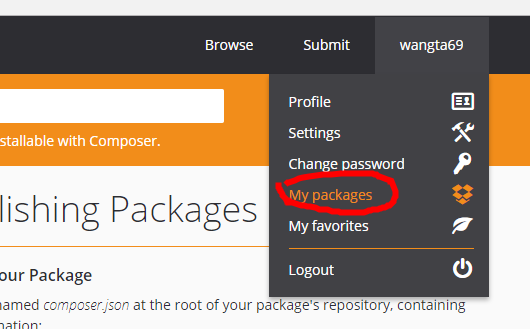 Browse Submit wangta69
Profile
Settings
stallable with Composer.
Change password
My packages
lishing Packages
My favorites
Logout
our Package
named composer.json at the root of your package's repository, containing
mation: